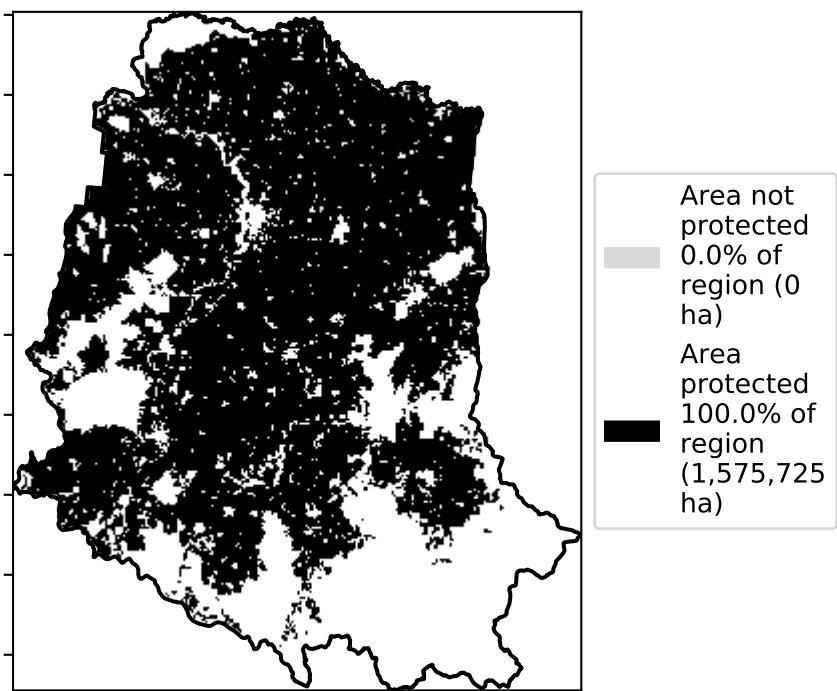 Area not
protected
0.0% of
region (0
ha)
Area
protected
100.0% of
region
(1,575,725
ha)